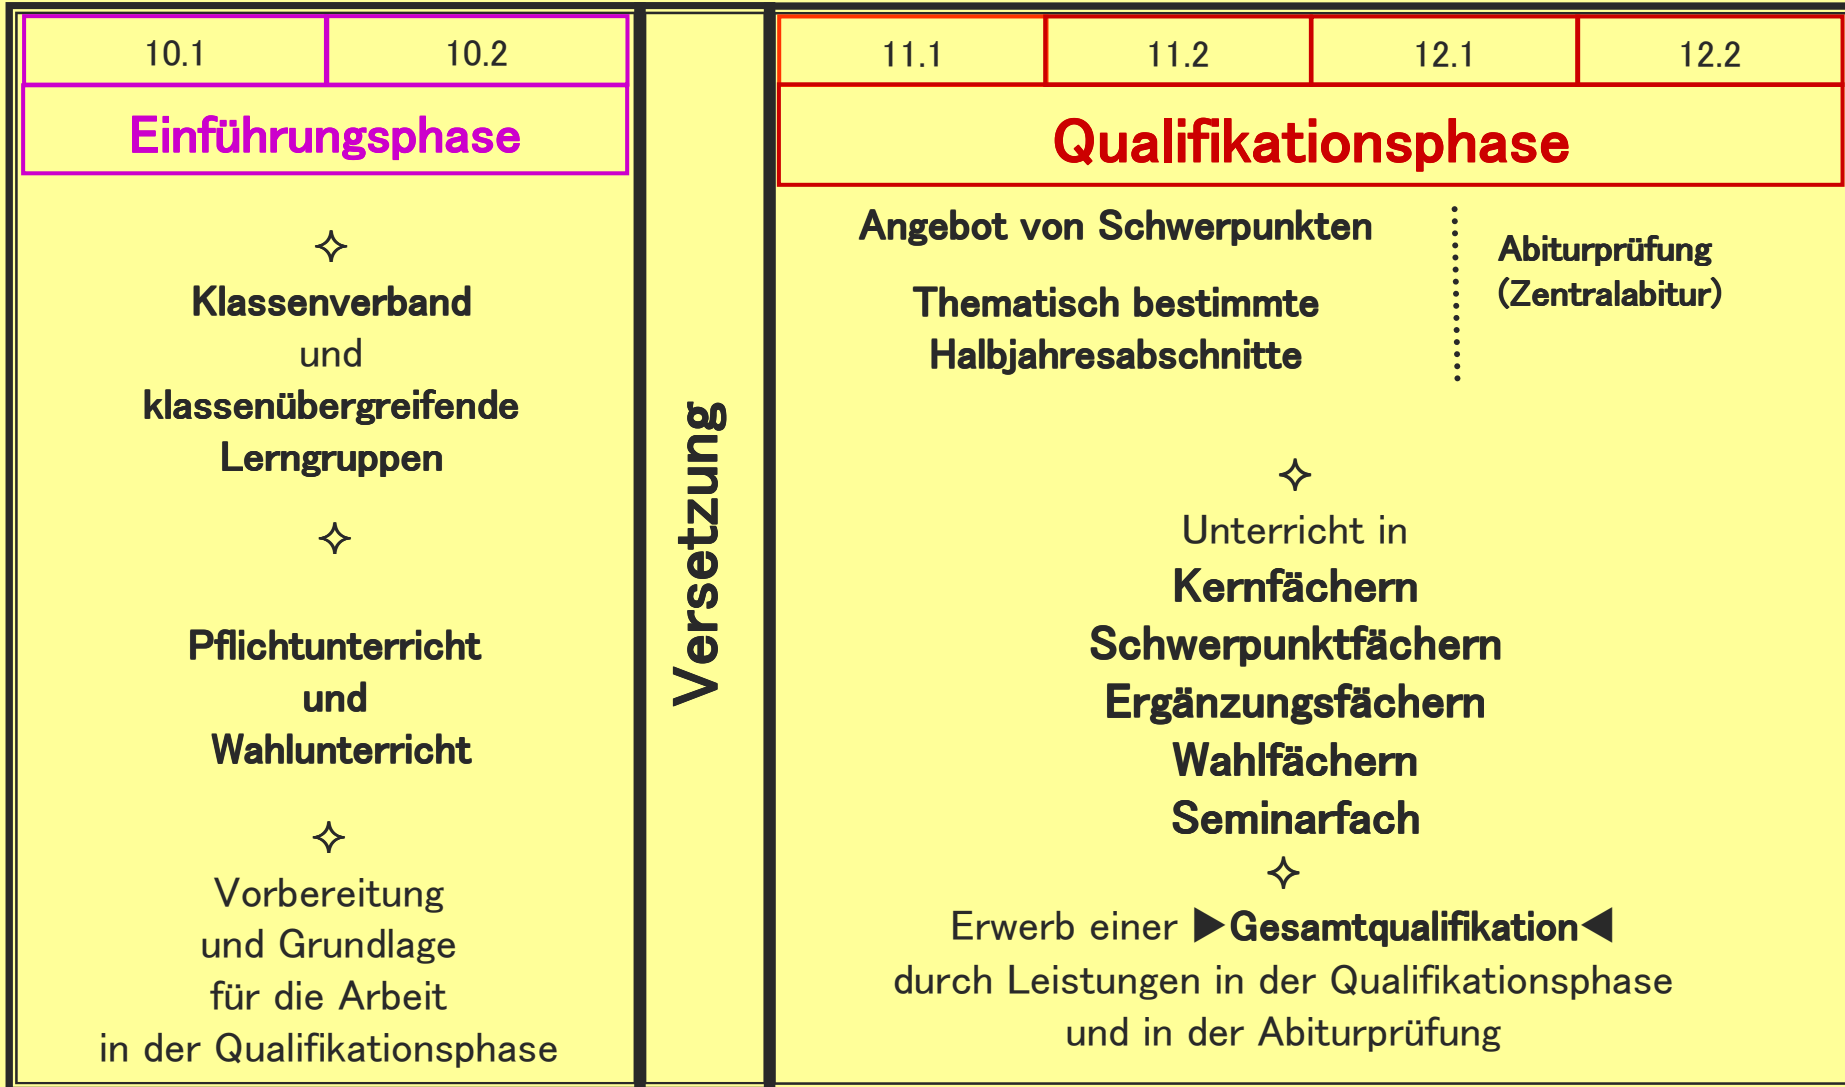 10.1 10.2
Einführungsphase
Klassenverband
und
klassenübergreifende
Lerngruppen
Pflichtunterricht
und
Wahlunterricht
Vorbereitung
und Grundlage
für die Arbeit
in der Qualifikationsphase
Versetzung
11.1 11.2 12.1 12.2
Qualifikationsphase
Angebot von Schwerpunkten
Thematisch bestimmte
Halbjahresabschnitte
Abiturprüfung
(Zentralabitur)
Unterricht in
Kernfächern
Schwerpunktfächern
Ergänzungsfächern
Wahlfächern
Seminarfach
Erwerb einer ▶Gesamtqualifikation◀
durch Leistungen in der Qualifikationsphase
und in der Abiturprüfung